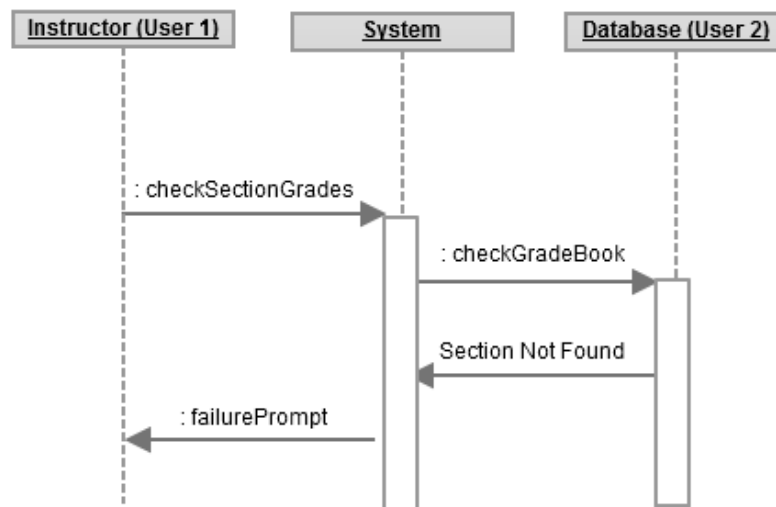 Instructor (User 1)
System
Database (User 2)
: checkSectionGrades
: checkGradeBook
Section Not Found
: failurePrompt